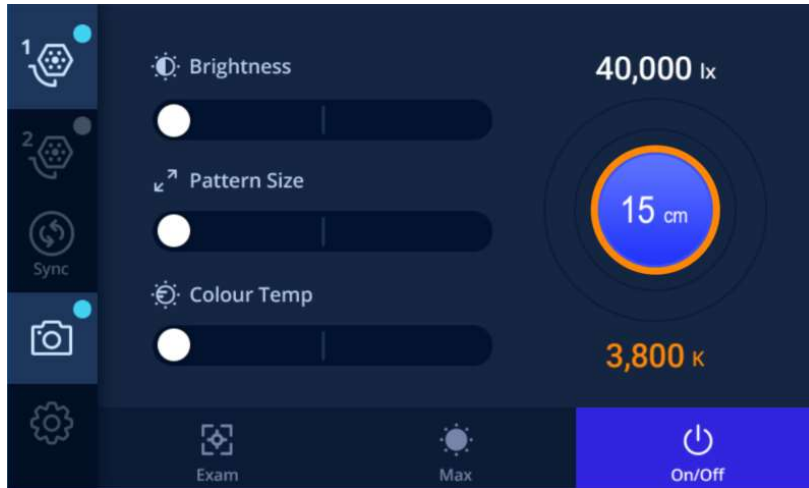 1
2
Sync
Brightness
Pattern Size
Colour Temp
40,000 lx
15 cm
3,800 K
Exam
Max
On/Off